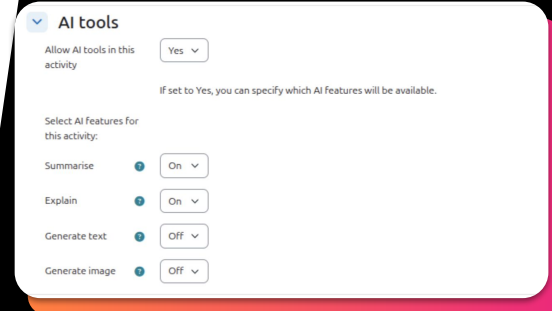 AI tools
Allow AI tools in this
activity
Yes
If set to Yes, you can specify which AI features will be available.
Select AI features for
this activity:
Summarise ? On
Explain ? On
Generate text ? Off
Generate image ? Off